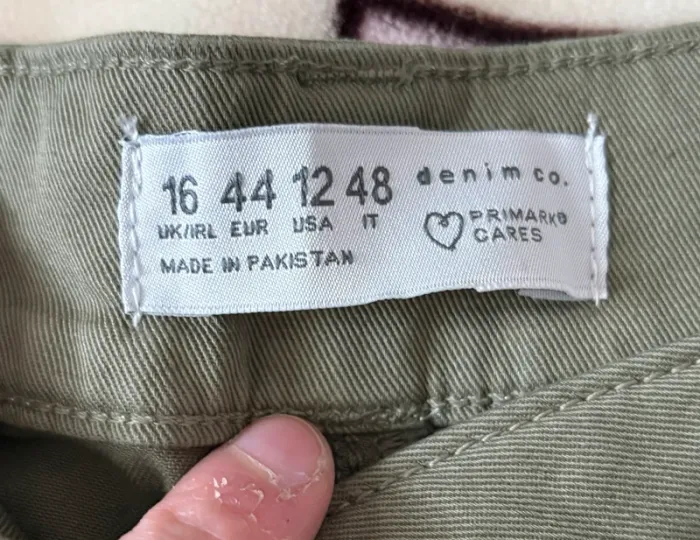 16 44 12 48 denim co.
UK/IRL EUR USA IT
PRIMARK®
CARES
MADE IN PAKISTAN